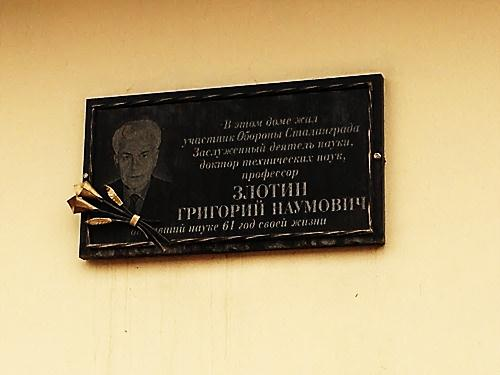 В этом доме жил
участник Обороны Сталинграда
Заслуженный деятель науки,
доктор технических наук,
профессор
ЗЛОТИН
ГРИГОРИЙ НАУМОВИЧ,
науке 61 год своей жизни